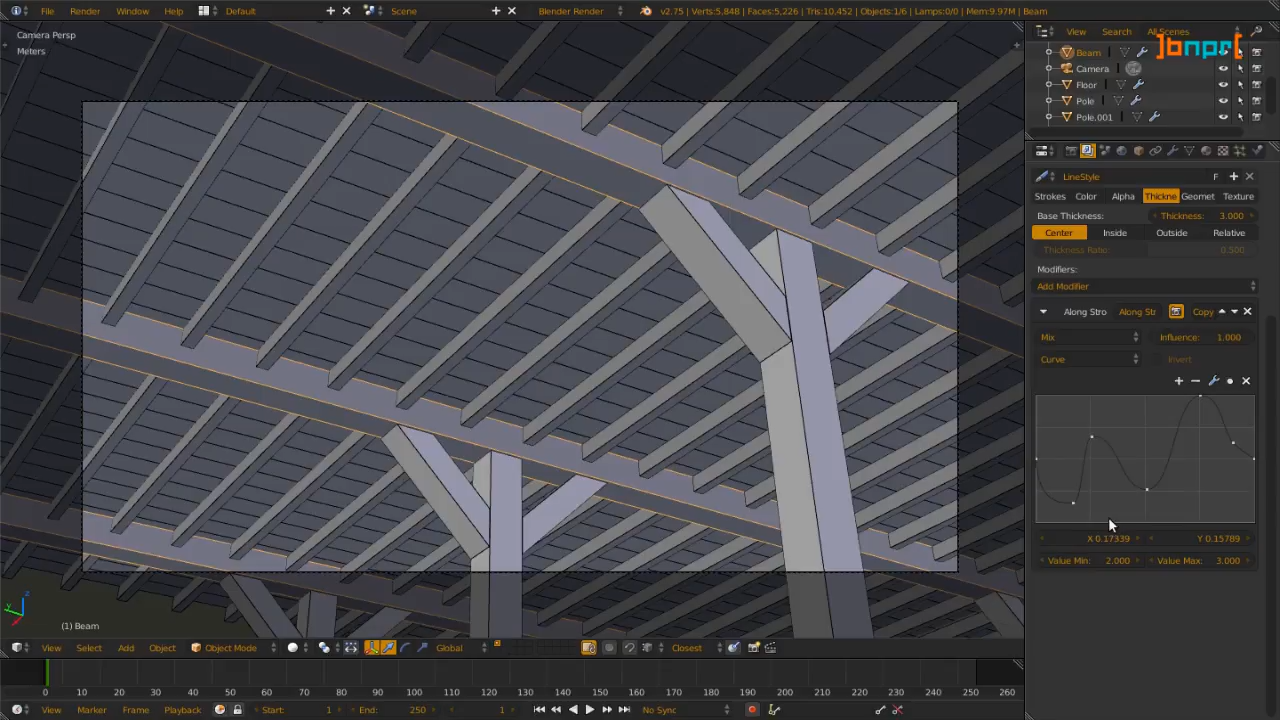 File Render Window Help Default Scene Blender Render v2.75 | Verts:5,848 | Faces:5,226 | Tris:10,452 | Objects:1/6 | Lamps:0/0 | Mem:9.97M | Beam
Camera Persp
Meters
View Search All Scenes
]bnpr[
Beam
Camera
Floor
Pole
Pole.001
LineStyle F
Strokes Color Alpha Thickne Geomet Texture
Base Thickness: Thickness: 3.000
Center Inside Outside Relative
Thickness Ratio: 0.500
Modifiers:
Add Modifier
Along Stro Along Str Copy
Mix Influence: 1.000
Curve Invert
X 0.17339 Y 0.15789
Value Min: 2.000 Value Max: 3.000
z
y
(1) Beam
View Select Add Object Object Mode Global Closest
0 10 20 30 40 50 60 70 80 90 100 110 120 130 140 150 160 170 180 190 200 210 220 230 240 250 260
View Marker Frame Playback Start: 1 End: 250 1 No Sync